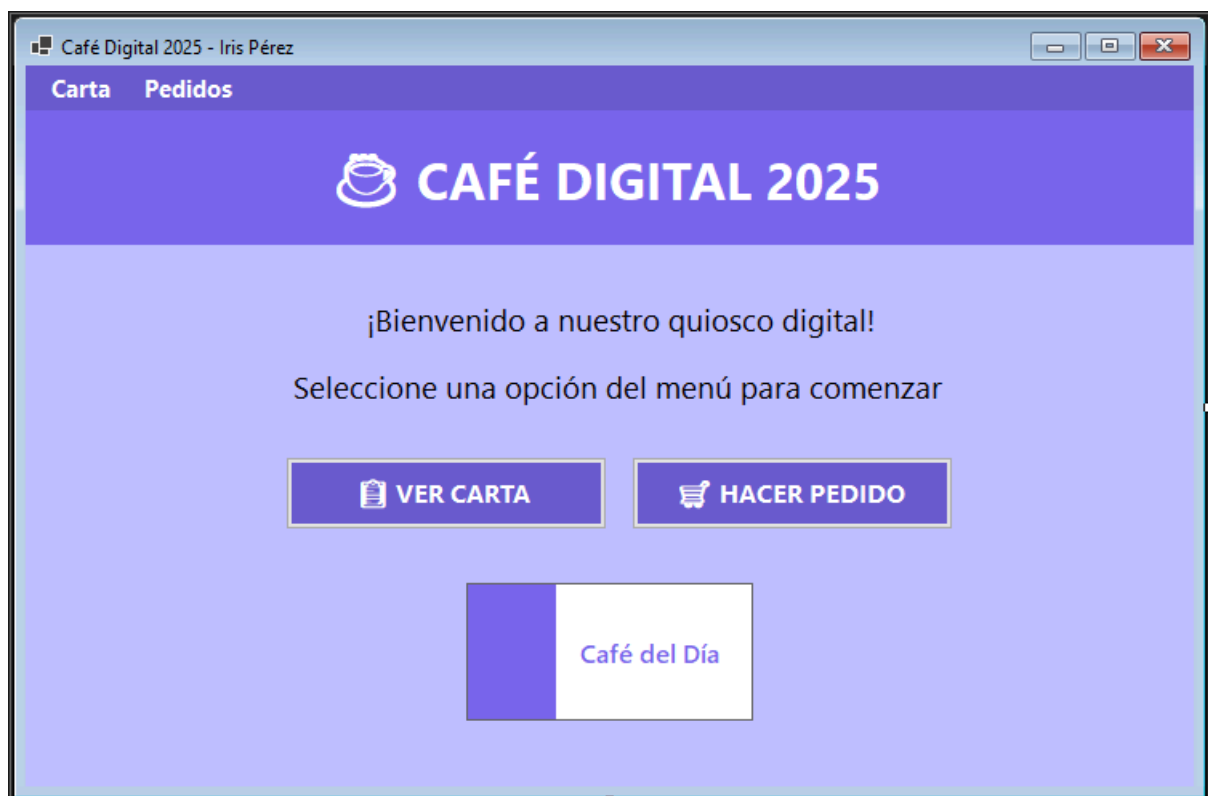 Café Digital 2025 - Iris Pérez
Carta Pedidos
CAFÉ DIGITAL 2025
¡Bienvenido a nuestro quiosco digital!
Seleccione una opción del menú para comenzar
VER CARTA
HACER PEDIDO
Café del Día